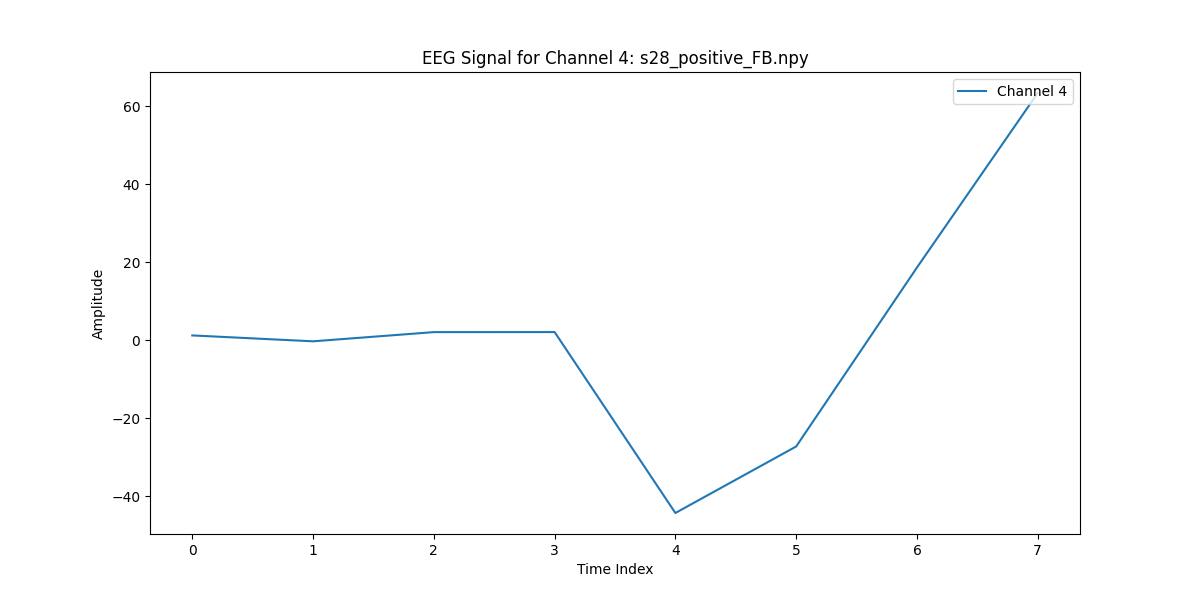 EEG Signal for Channel 4: s28_positive_FB.npy
Channel 4
60
40
20
0
−20
−40
Amplitude
0 1 2 3 4 5 6 7
Time Index